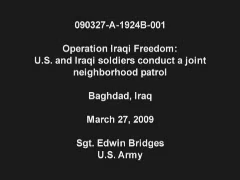 090327-A-1924B-001
Operation Iraqi Freedom:
U.S. and Iraqi soldiers conduct a joint
neighborhood patrol
Baghdad, Iraq
March 27, 2009
Sgt. Edwin Bridges
U.S. Army